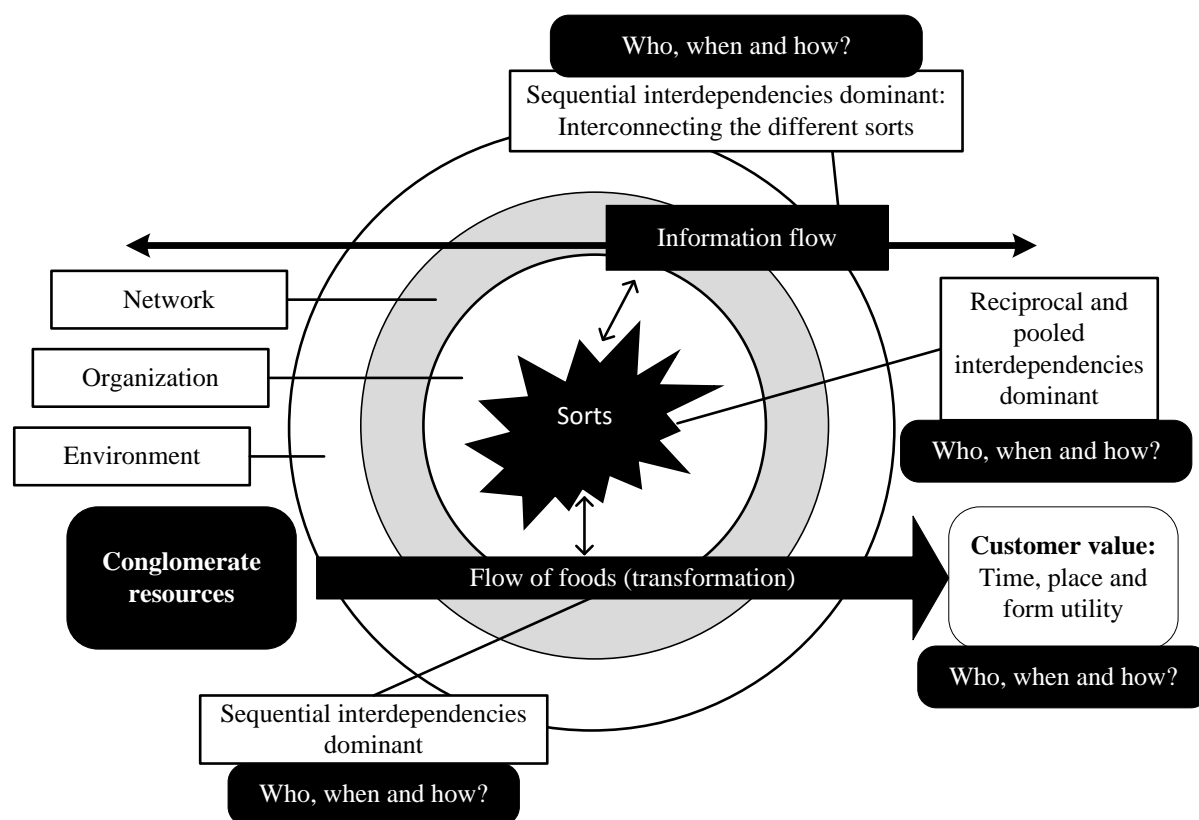 Who, when and how?
Sequential interdependencies dominant:
Interconnecting the different sorts
Information flow
Network
Organization
Environment
Reciprocal and
pooled
interdependencies
dominant
Who, when and how?
Sorts
Conglomerate
resources
Flow of foods (transformation)
Customer value:
Time, place and
form utility
Who, when and how?
Sequential interdependencies
dominant
Who, when and how?